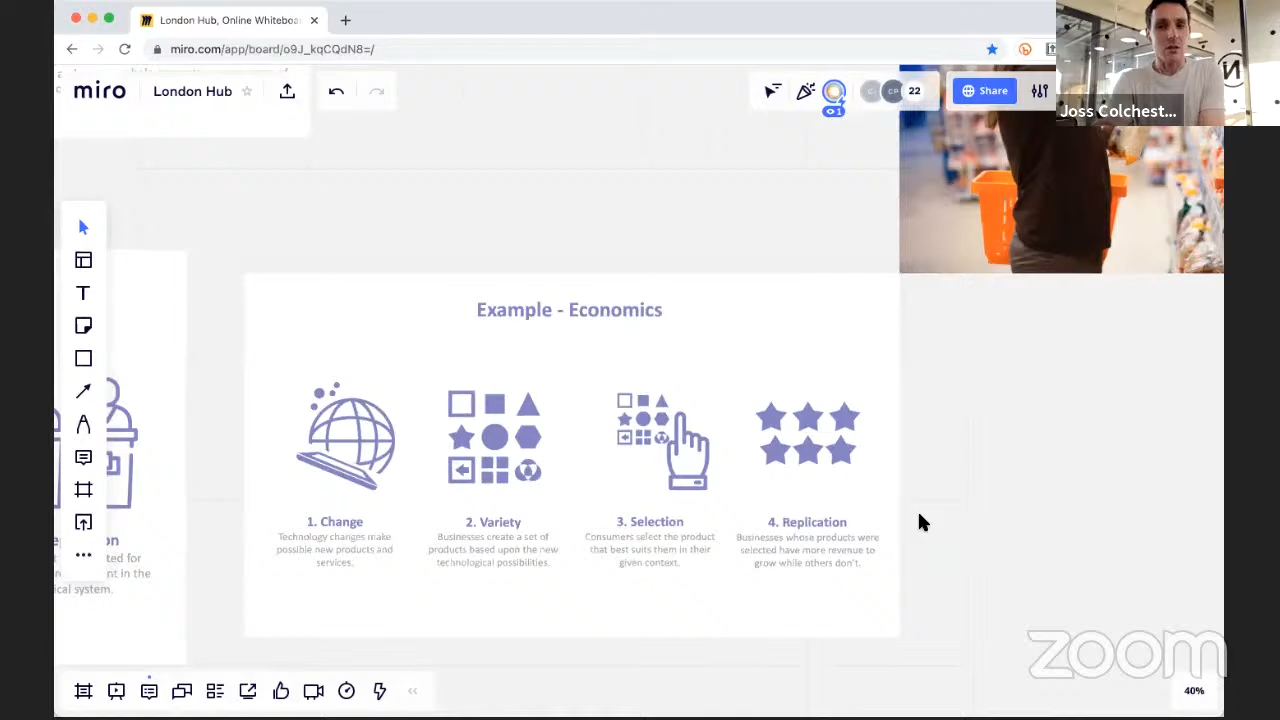 London Hub, Online Whiteboa
miro.com/app/board/o9J_kqCQdN8=/
miro
London Hub
22
Share
1
Joss Colchest...
Example - Economics
1. Change
Technology changes make
possible new products and
services.
2. Variety
Businesses create a set of
products based upon the new
technological possibilities.
3. Selection
Consumers select the product
that best suits them in their
given context.
4. Replication
Businesses whose products were
selected have more revenue to
grow while others don't.
ted for
nt in the
ical system.
zoom
40%